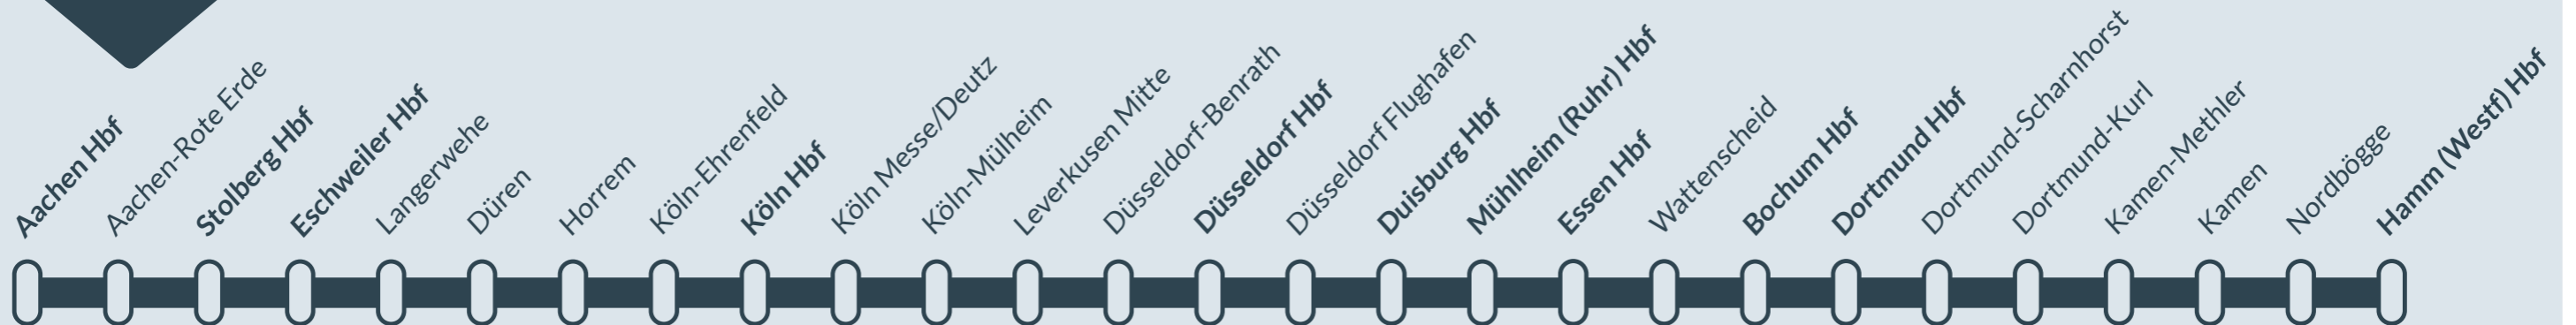 Aachen Hbf
Aachen-Rote Erde
Stolberg Hbf
Eschweiler Hbf
Langerwehe
Düren
Horrem
Köln-Ehrenfeld
Köln Hbf
Köln Messe/Deutz
Köln-Mülheim
Leverkusen Mitte
Düsseldorf-Benrath
Düsseldorf Hbf
Düsseldorf Flughafen
Duisburg Hbf
Mühlheim (Ruhr) Hbf
Essen Hbf
Wattenscheid
Bochum Hbf
Dortmund Hbf
Dortmund-Scharnhorst
Dortmund-Kurl
Kamen-Methler
Kamen
Nordbögge
Hamm (Westf) Hbf